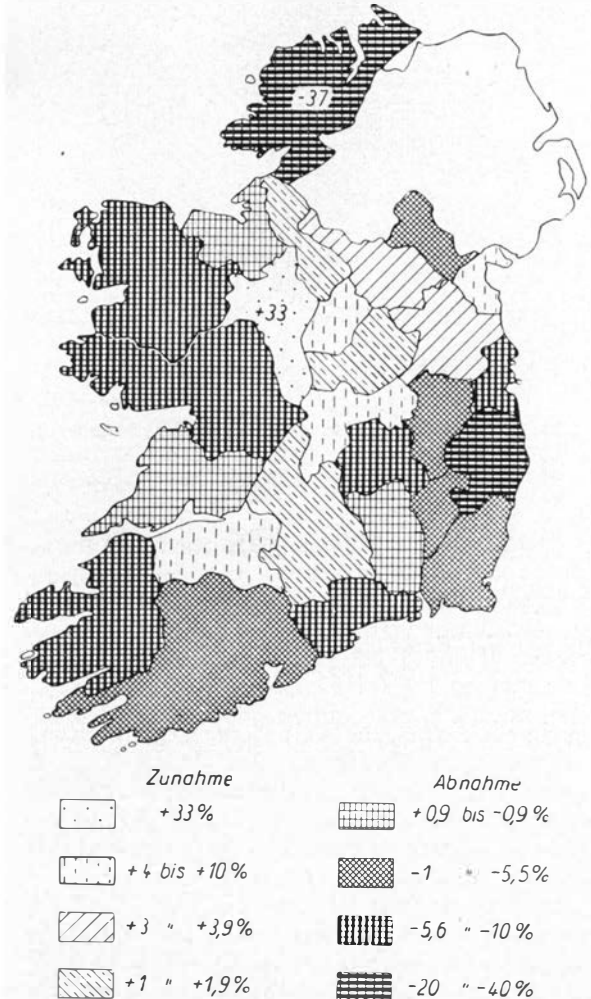 -37
+33
Zunahme
+33%
+4 bis +10%
+3 " +3,9%
+1 " +1,9%
Abnahme
+0,9 bis -0,9%
-1 " -5,5%
-5,6 " -10%
-20 " -40%